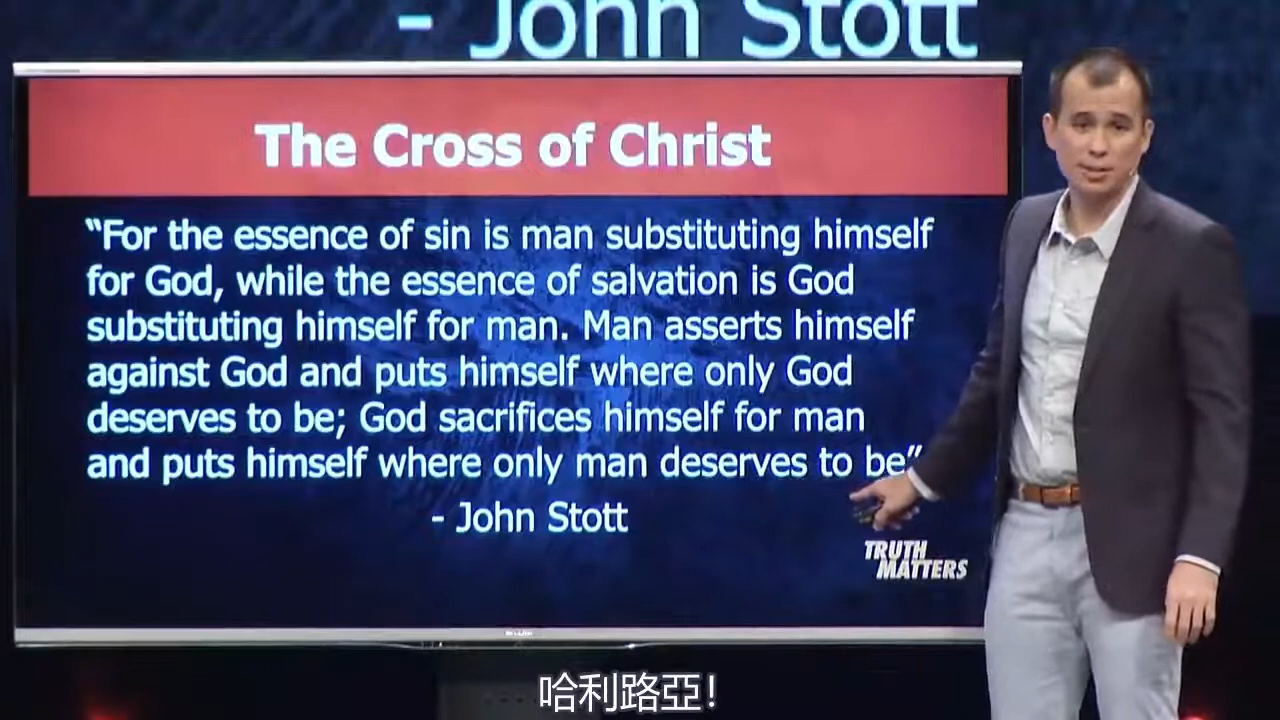 - John Stott
The Cross of Christ
“For the essence of sin is man substituting himself
for God, while the essence of salvation is God
substituting himself for man. Man asserts himself
against God and puts himself where only God
deserves to be; God sacrifices himself for man
and puts himself where only man deserves to be”
- John Stott
TRUTH
MATTERS
哈利路亞!